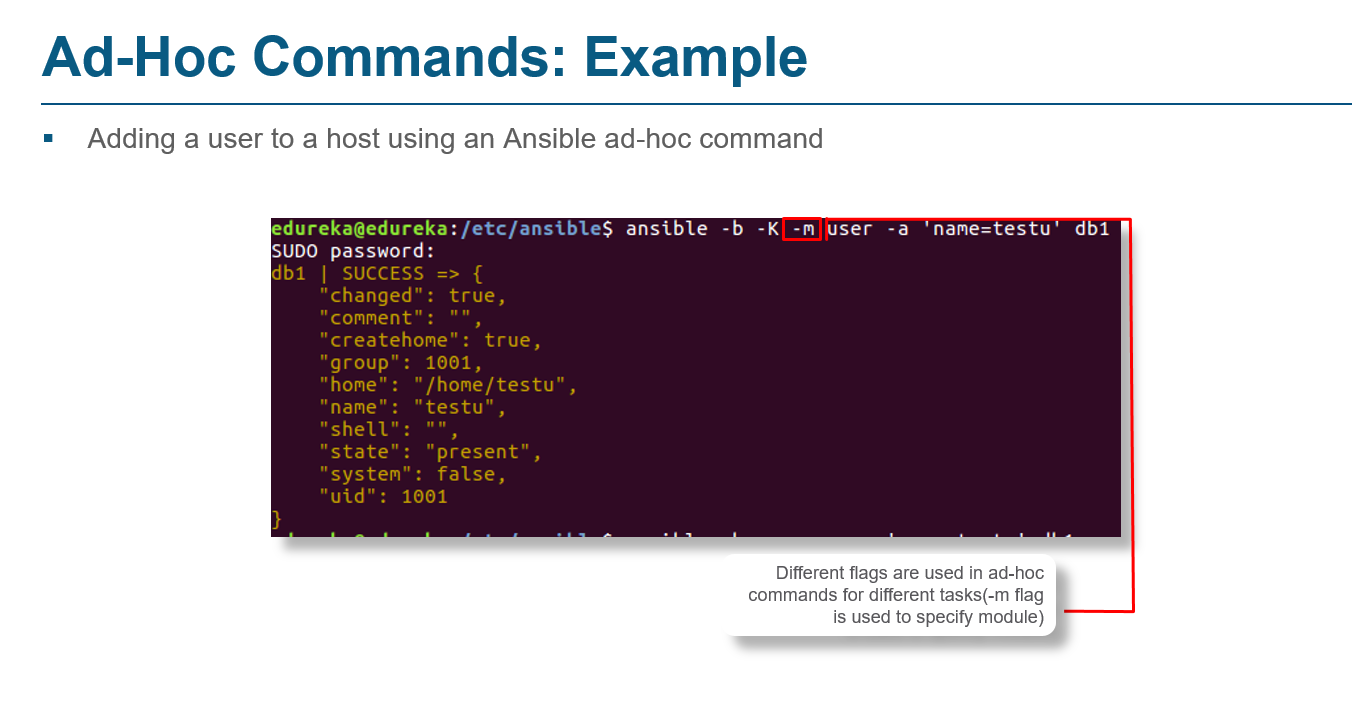 Ad-Hoc Commands: Example
▪ Adding a user to a host using an Ansible ad-hoc command
edureka@edureka:/etc/ansible$ ansible -b -K -m user -a 'name=testu' db1
SUDO password:
db1 | SUCCESS => {
    "changed": true,
    "comment": "",
    "createhome": true,
    "group": 1001,
    "home": "/home/testu",
    "name": "testu",
    "shell": "",
    "state": "present",
    "system": false,
    "uid": 1001
}
Different flags are used in ad-hoc
commands for different tasks(-m flag
is used to specify module)